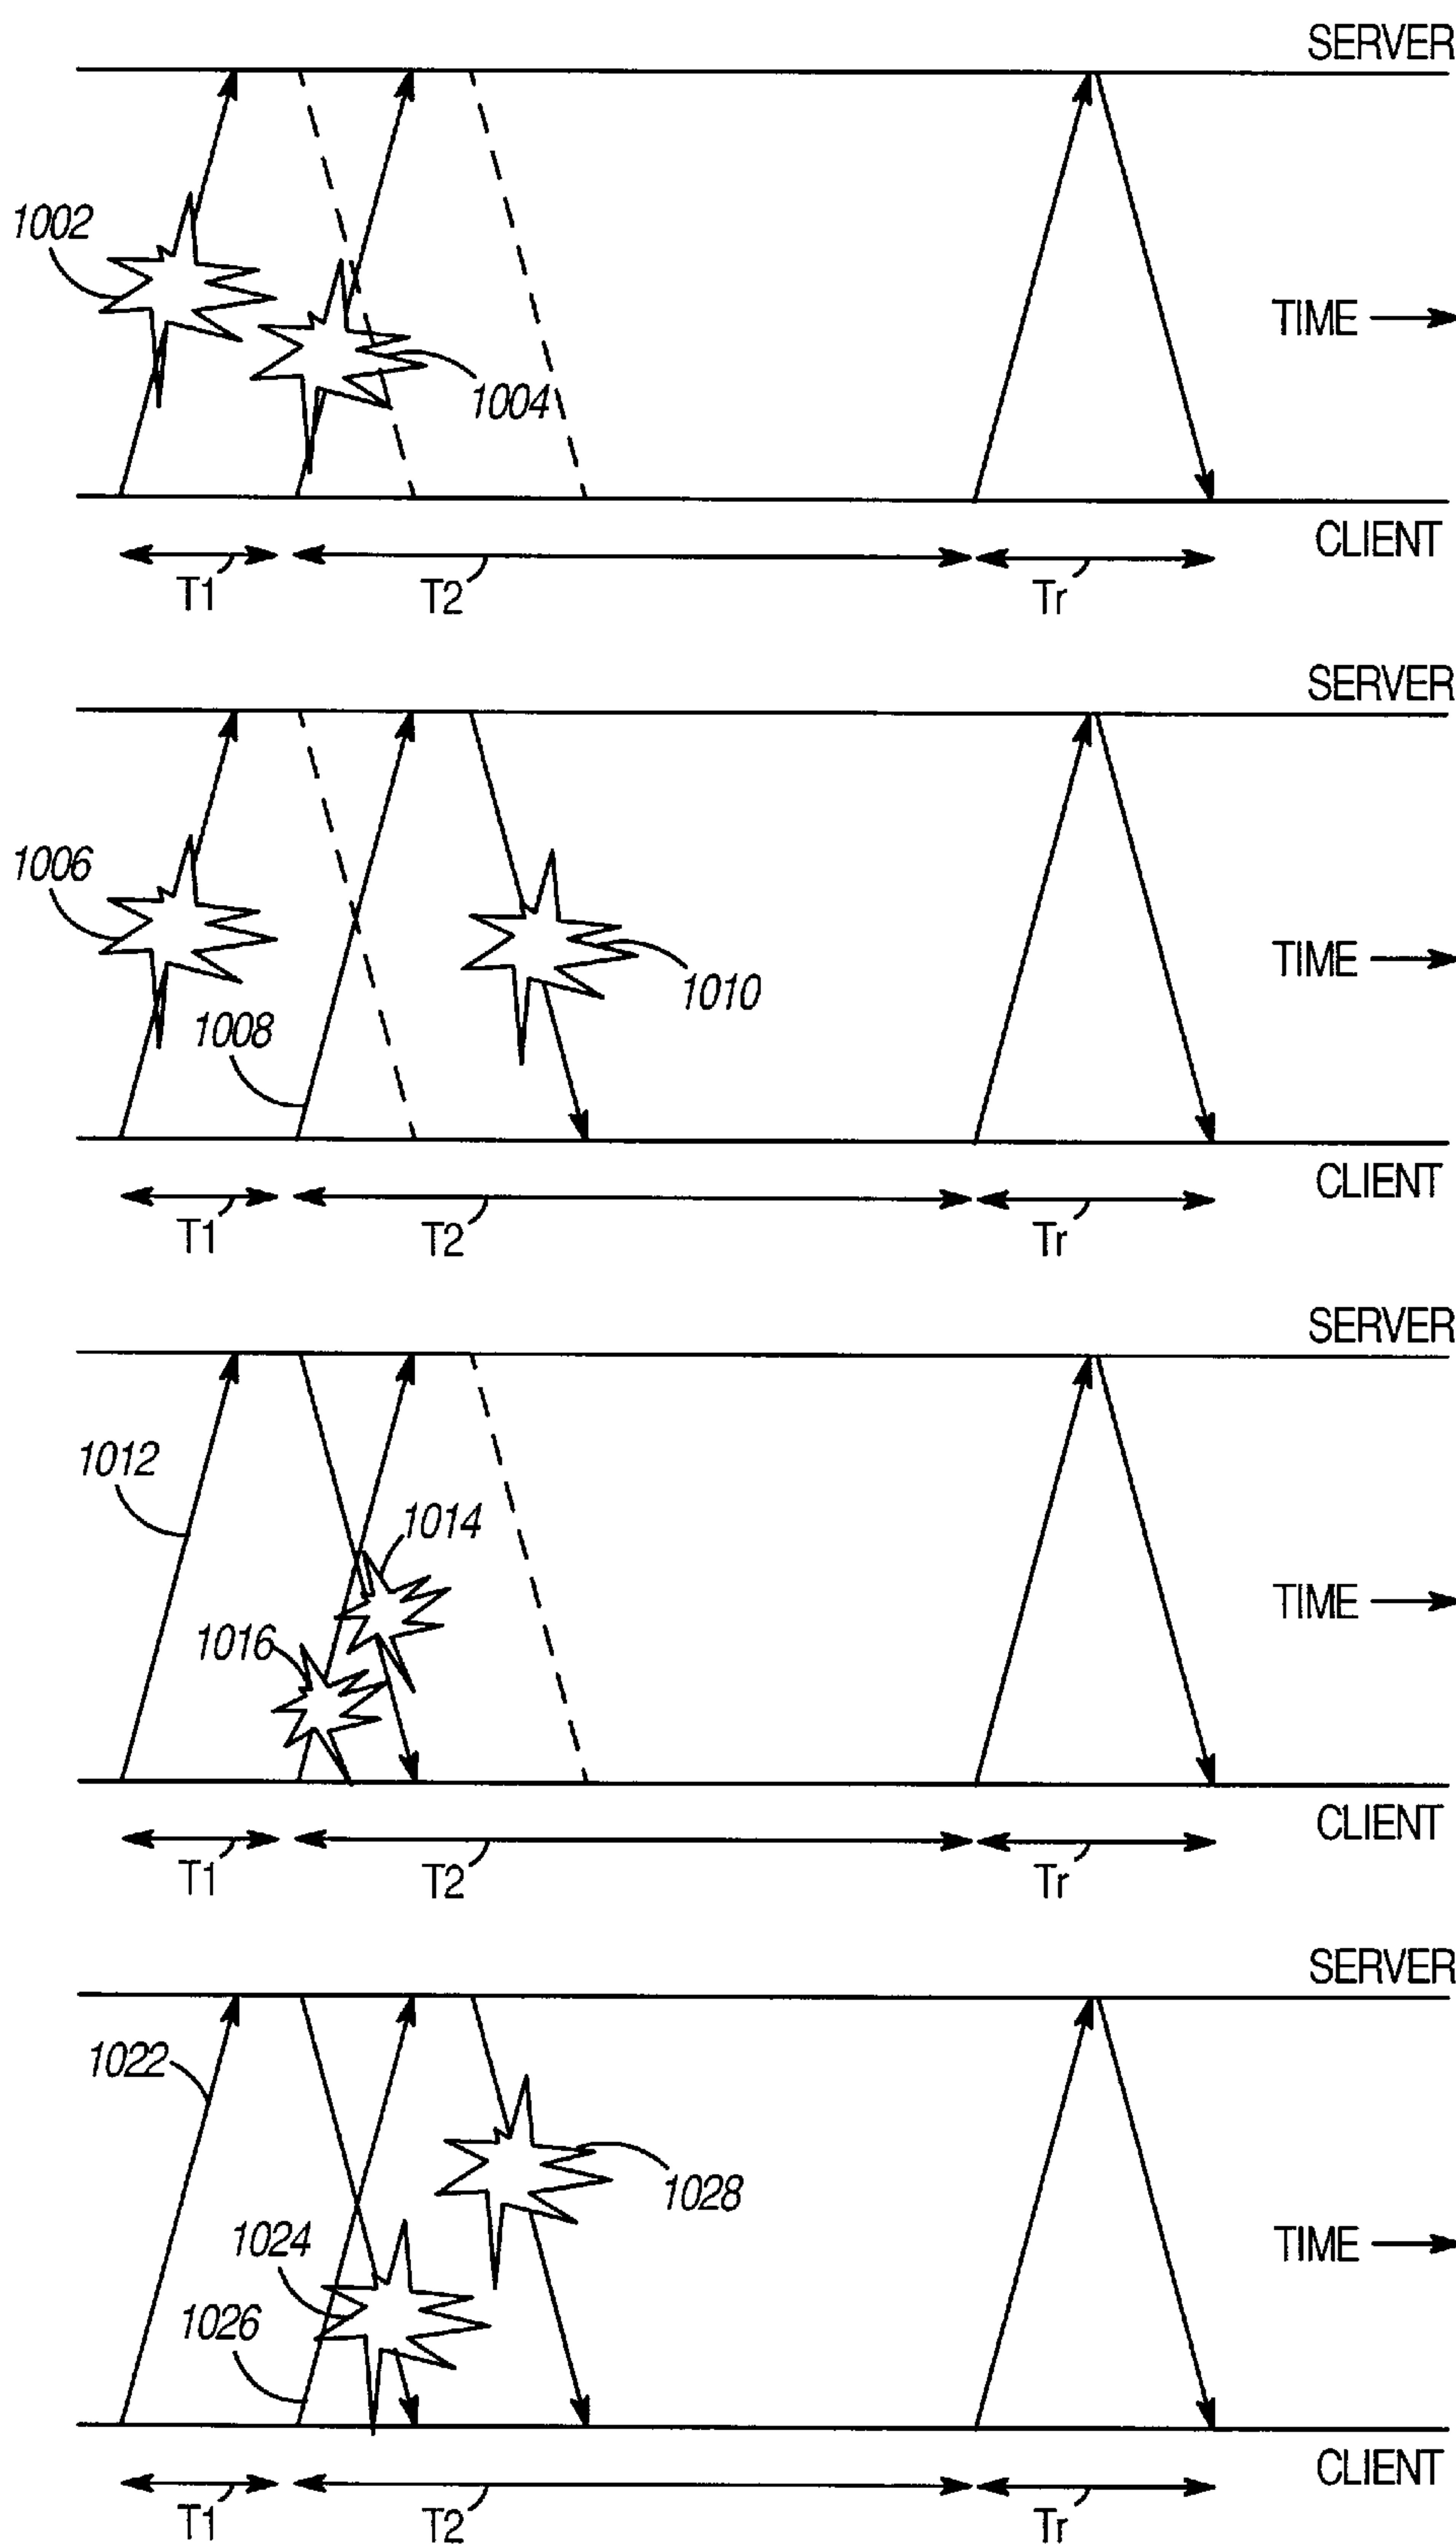 SERVER
1002
TIME
1004
CLIENT
T1
T2
Tr
SERVER
1006
TIME
1010
1008
CLIENT
T1
T2
Tr
SERVER
1012
1014
TIME
1016
CLIENT
T1
T2
Tr
SERVER
1022
1028
1024
TIME
1026
CLIENT
T1
T2
Tr